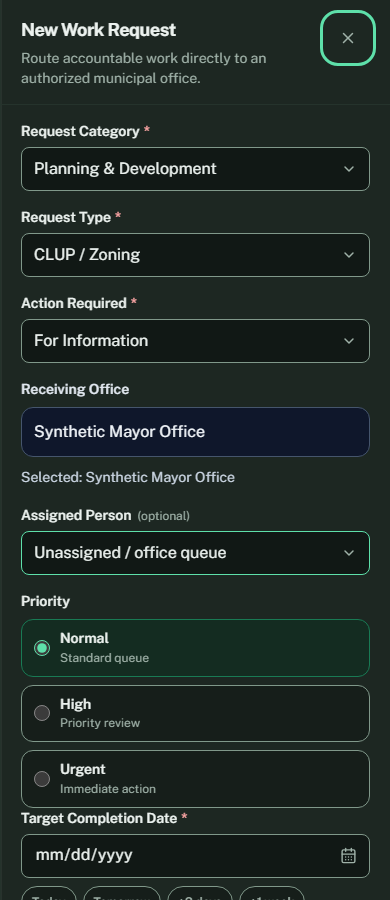 New Work Request
Route accountable work directly to an
authorized municipal office.
Request Category *
Planning & Development
Request Type *
CLUP / Zoning
Action Required *
For Information
Receiving Office
Synthetic Mayor Office
Selected: Synthetic Mayor Office
Assigned Person (optional)
Unassigned / office queue
Priority
Normal
Standard queue
High
Priority review
Urgent
Immediate action
Target Completion Date *
mm/dd/yyyy